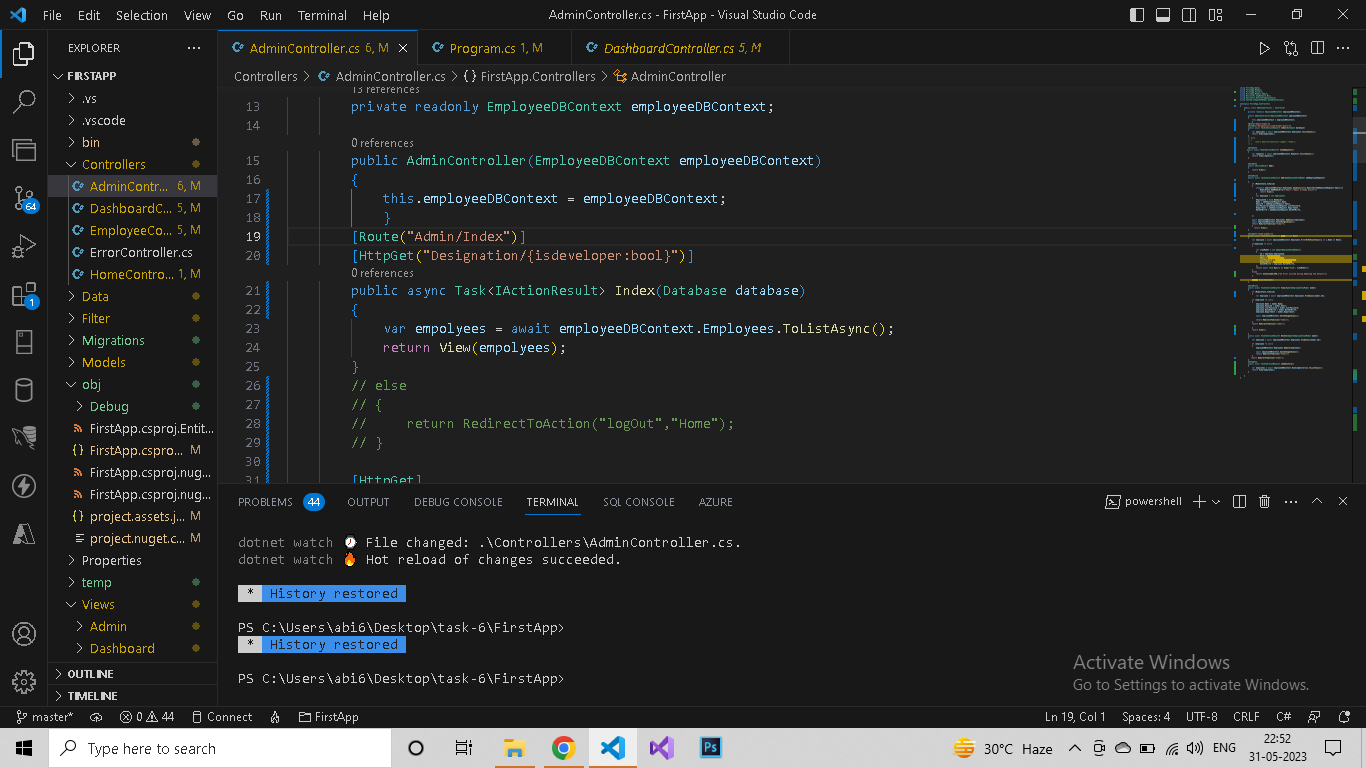 File Edit Selection View Go Run Terminal Help
AdminController.cs - FirstApp - Visual Studio Code
EXPLORER
FIRSTAPP
.vs
.vscode
bin
Controllers
AdminContr... 6, M
DashboardC... 5, M
EmployeeCo... 5, M
ErrorController.cs
HomeContro... 1, M
Data
Filter
Migrations
Models
obj
Debug
FirstApp.csproj.Entit...
FirstApp.cspro... M
FirstApp.csproj.nug...
FirstApp.csproj.nug...
project.assets.j... M
project.nuget.c... M
Properties
temp
Views
Admin
Dashboard
OUTLINE
TIMELINE
64
1
AdminController.cs 6, M
Program.cs 1, M
DashboardController.cs 5, M
Controllers > AdminController.cs > {} FirstApp.Controllers > AdminController
13 references
13 private readonly EmployeeDBContext employeeDBContext;
14
0 references
15 public AdminController(EmployeeDBContext employeeDBContext)
16 {
17 this.employeeDBContext = employeeDBContext;
18 }
19 [Route("Admin/Index")]
20 [HttpGet("Designation/{isdeveloper:bool}")]
0 references
21 public async Task<IActionResult> Index(Database database)
22 {
23 var empolyees = await employeeDBContext.Employees.ToListAsync();
24 return View(empolyees);
25 }
26 // else
27 // {
28 // return RedirectToAction("logOut","Home");
29 // }
30
31 [HttpGet]
PROBLEMS 44 OUTPUT DEBUG CONSOLE TERMINAL SQL CONSOLE AZURE
powershell
dotnet watch ⌚ File changed: .\Controllers\AdminController.cs.
dotnet watch 🔥 Hot reload of changes succeeded.
* History restored
PS C:\Users\abi6\Desktop\task-6\FirstApp>
* History restored
PS C:\Users\abi6\Desktop\task-6\FirstApp>
Activate Windows
Go to Settings to activate Windows.
master* 0 44 Connect FirstApp
Ln 19, Col 1 Spaces: 4 UTF-8 CRLF C#
Type here to search
Ps
30°C Haze
ENG
22:52
31-05-2023